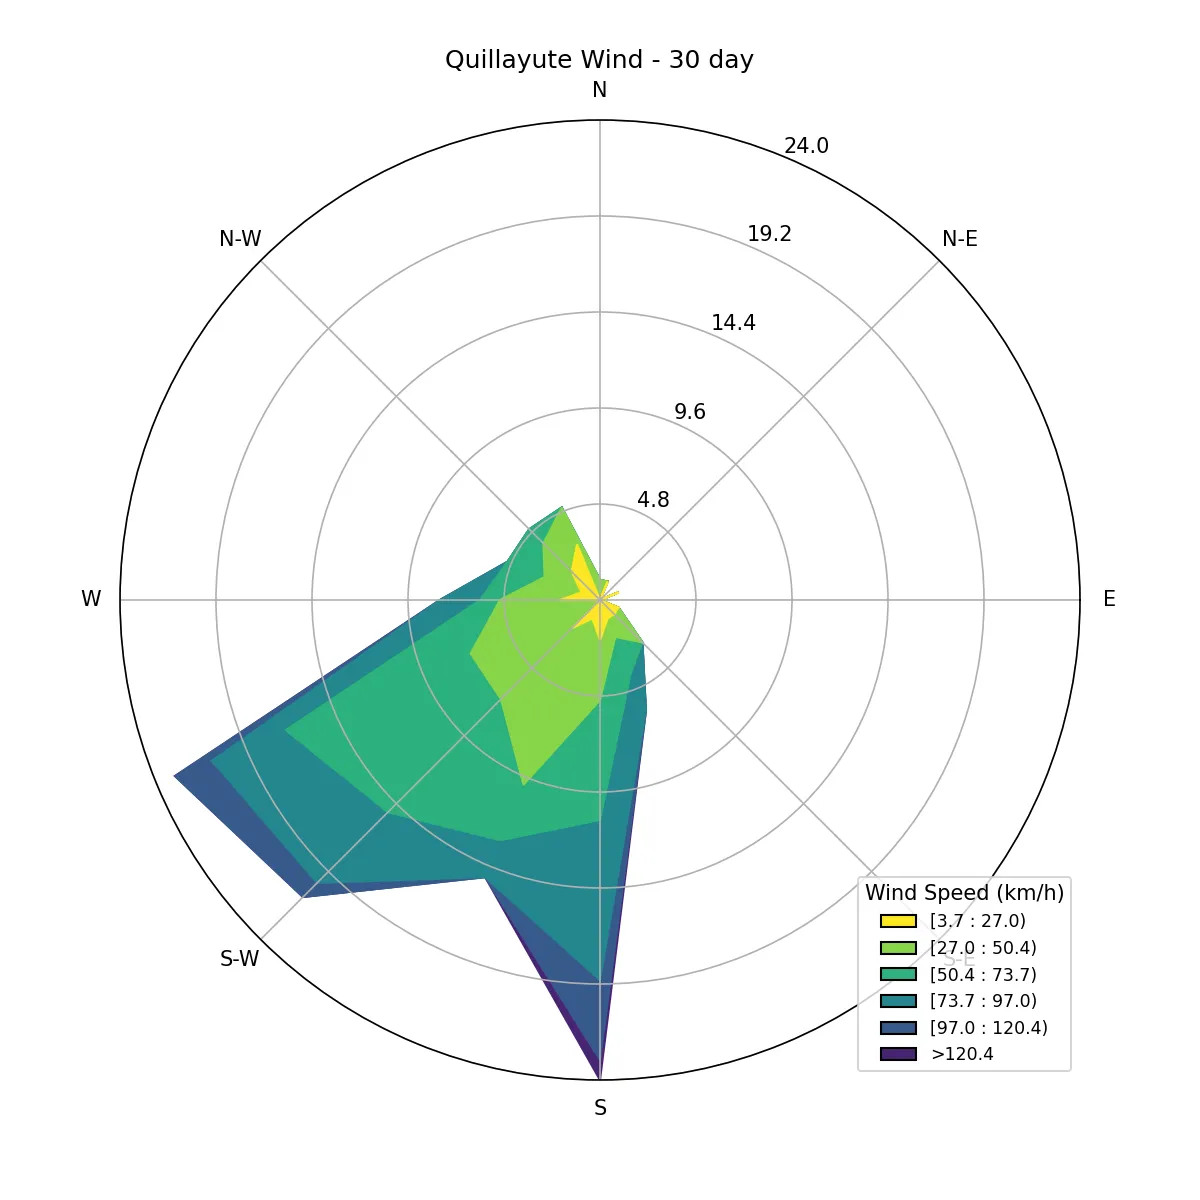 Quillayute Wind - 30 day
N
24.0
N-W
19.2
N-E
14.4
9.6
4.8
W
E
S-W
S-E
S
Wind Speed (km/h)
[3.7 : 27.0)
[27.0 : 50.4)
[50.4 : 73.7)
[73.7 : 97.0)
[97.0 : 120.4)
>120.4